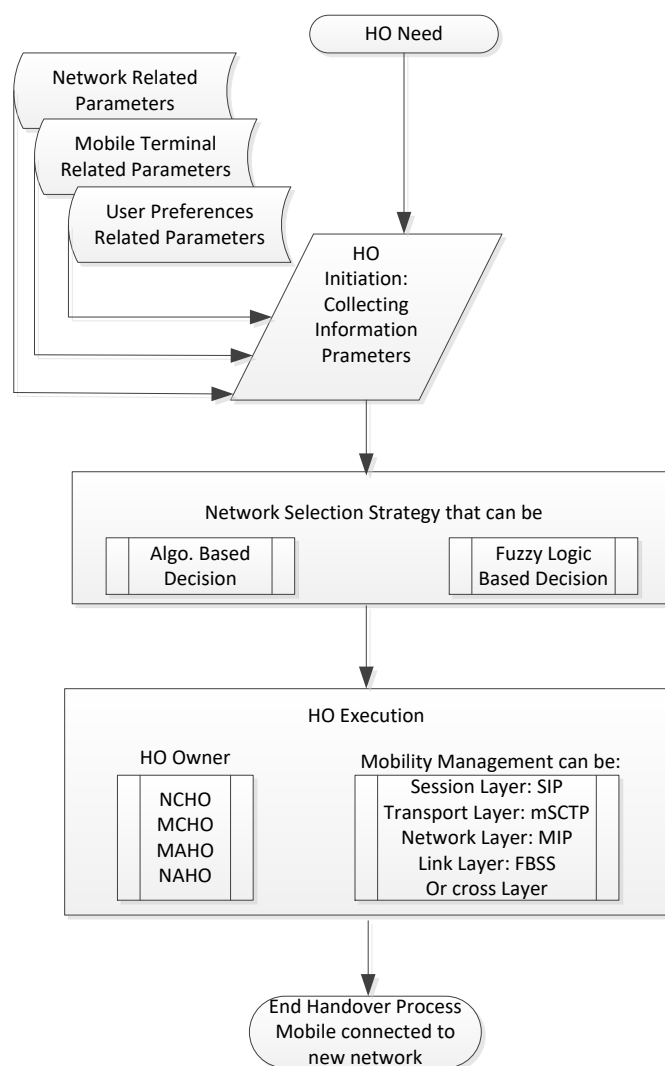 HO Need
Network Related
Parameters
Mobile Terminal
Related Parameters
User Preferences
Related Parameters
HO
Initiation:
Collecting
Information
Prameters
Network Selection Strategy that can be
Algo. Based
Decision
Fuzzy Logic
Based Decision
HO Execution
HO Owner
NCHO
MCHO
MAHO
NAHO
Mobility Management can be:
Session Layer: SIP
Transport Layer: mSCTP
Network Layer: MIP
Link Layer: FBSS
Or cross Layer
End Handover Process
Mobile connected to
new network